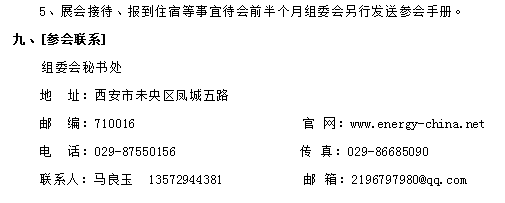 5、展会接待、报到住宿等事宜待会前半个月组委会另行发送参会手册。
九、[参会联系]
组委会秘书处
地  址：西安市未央区凤城五路
邮  编：710016  官 网：www.energy-china.net
电  话：029-87550156  传 真：029-86685090
联系人：马良玉  13572944381  邮 箱：2196797980@qq.com